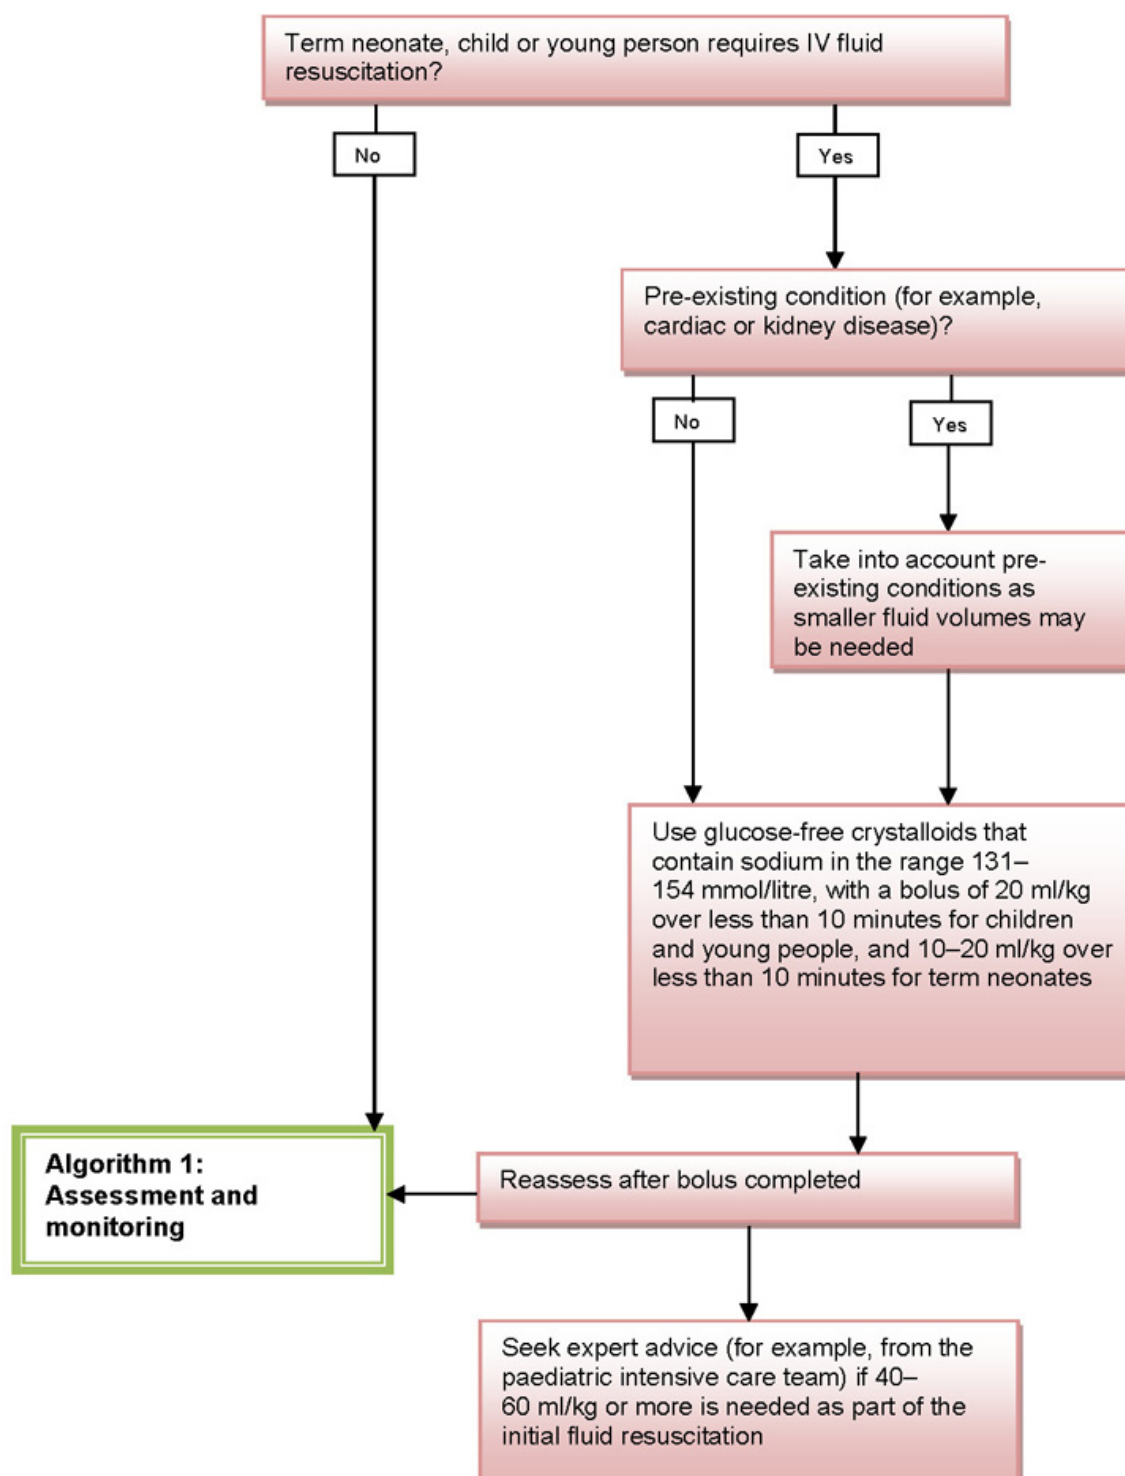 Term neonate, child or young person requires IV fluid
resuscitation?
No
Yes
Pre-existing condition (for example,
cardiac or kidney disease)?
No
Yes
Take into account pre-
existing conditions as
smaller fluid volumes may
be needed
Use glucose-free crystalloids that
contain sodium in the range 131–
154 mmol/litre, with a bolus of 20 ml/kg
over less than 10 minutes for children
and young people, and 10–20 ml/kg over
less than 10 minutes for term neonates
Algorithm 1:
Assessment and
monitoring
Reassess after bolus completed
Seek expert advice (for example, from the
paediatric intensive care team) if 40–
60 ml/kg or more is needed as part of the
initial fluid resuscitation